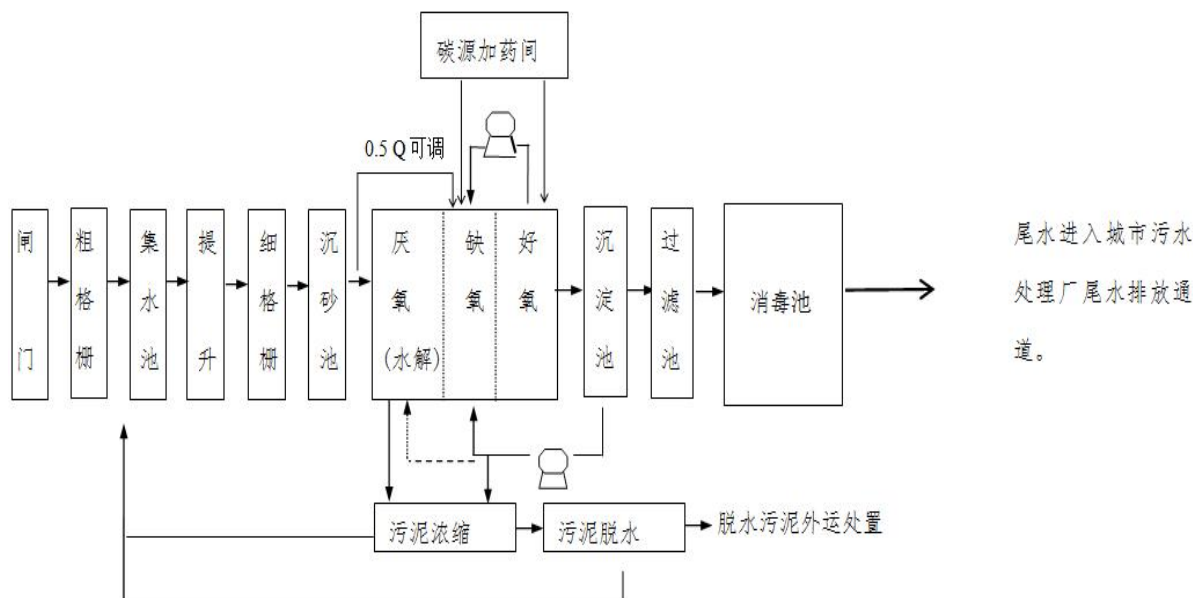 碳源加药间
0.5 Q可调
闸门
粗格栅
集水池
提升
细格栅
沉砂池
厌氧(水解)
缺氧
好氧
沉淀池
过滤池
消毒池
尾水进入城市污水
处理厂尾水排放通
道。
污泥浓缩
污泥脱水
脱水污泥外运处置